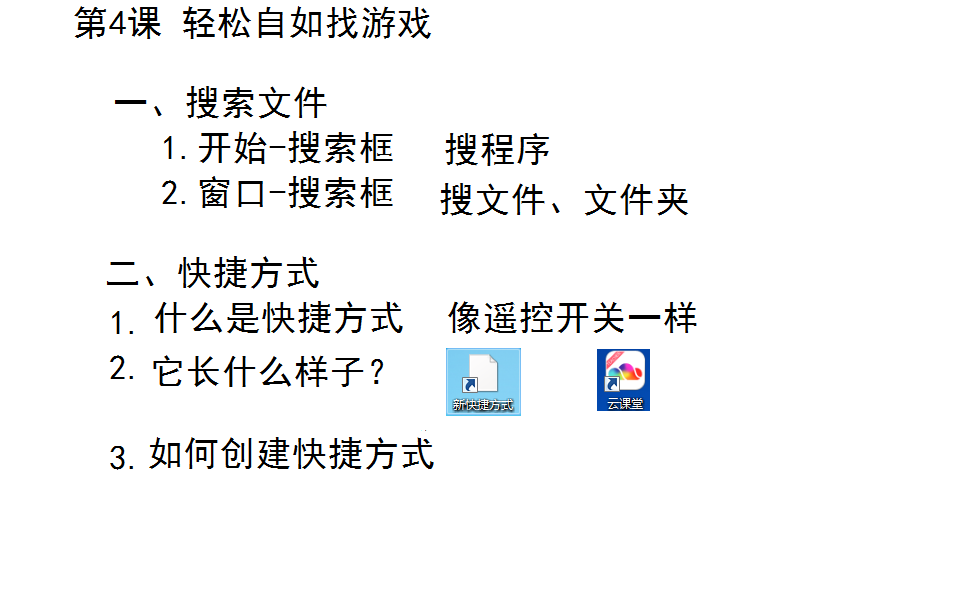 第4课 轻松自如找游戏
一、搜索文件
1.开始-搜索框 搜程序
2.窗口-搜索框 搜文件、文件夹
二、快捷方式
1.什么是快捷方式 像遥控开关一样
2.它长什么样子？
新快捷方式 云课堂
3.如何创建快捷方式